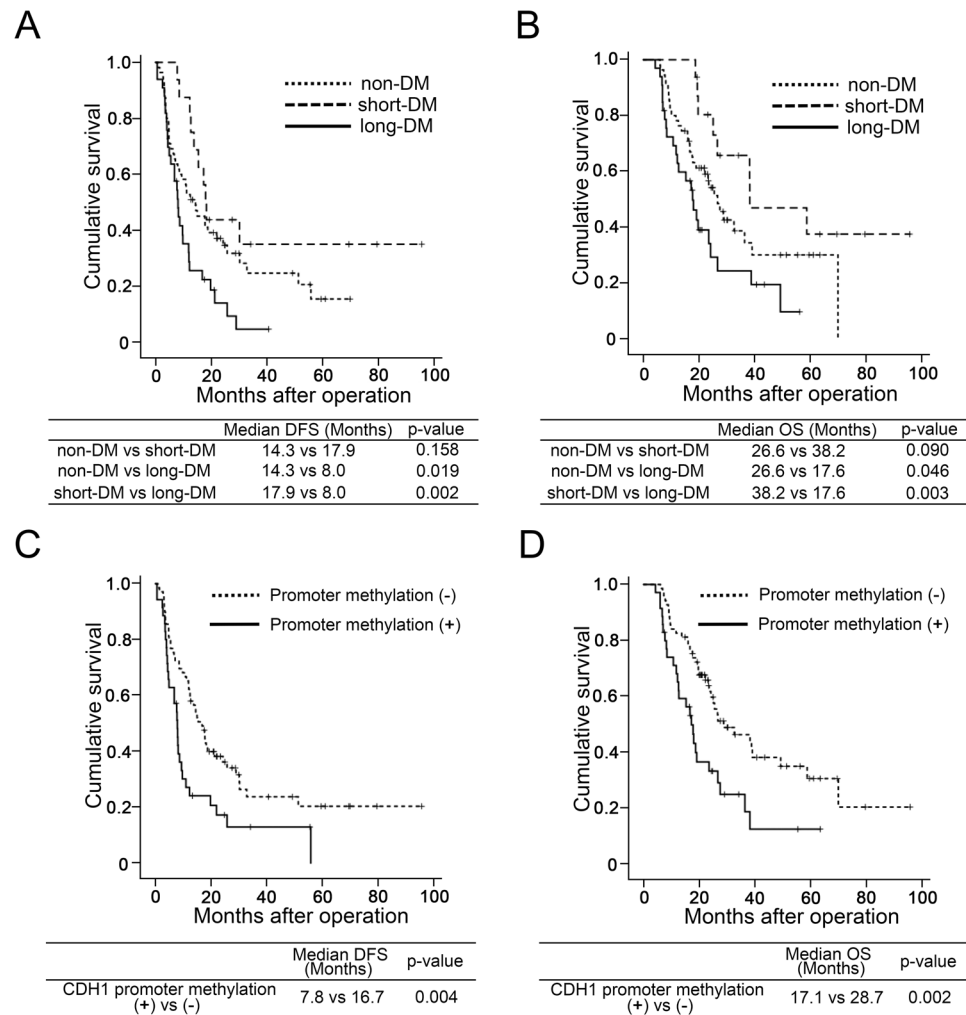 A
1.0
0.8
0.6
0.4
0.2
0
Cumulative survival
non-DM
short-DM
long-DM
0 20 40 60 80 100
Months after operation
Median DFS (Months) p-value
non-DM vs short-DM 14.3 vs 17.9 0.158
non-DM vs long-DM 14.3 vs 8.0 0.019
short-DM vs long-DM 17.9 vs 8.0 0.002
B
1.0
0.8
0.6
0.4
0.2
0
Cumulative survival
non-DM
short-DM
long-DM
0 20 40 60 80 100
Months after operation
Median OS (Months) p-value
non-DM vs short-DM 26.6 vs 38.2 0.090
non-DM vs long-DM 26.6 vs 17.6 0.046
short-DM vs long-DM 38.2 vs 17.6 0.003
C
1.0
0.8
0.6
0.4
0.2
0
Cumulative survival
Promoter methylation (-)
Promoter methylation (+)
0 20 40 60 80 100
Months after operation
Median DFS
(Months) p-value
CDH1 promoter methylation
(+) vs (-) 7.8 vs 16.7 0.004
D
1.0
0.8
0.6
0.4
0.2
0
Cumulative survival
Promoter methylation (-)
Promoter methylation (+)
0 20 40 60 80 100
Months after operation
Median OS
(Months) p-value
CDH1 promoter methylation
(+) vs (-) 17.1 vs 28.7 0.002